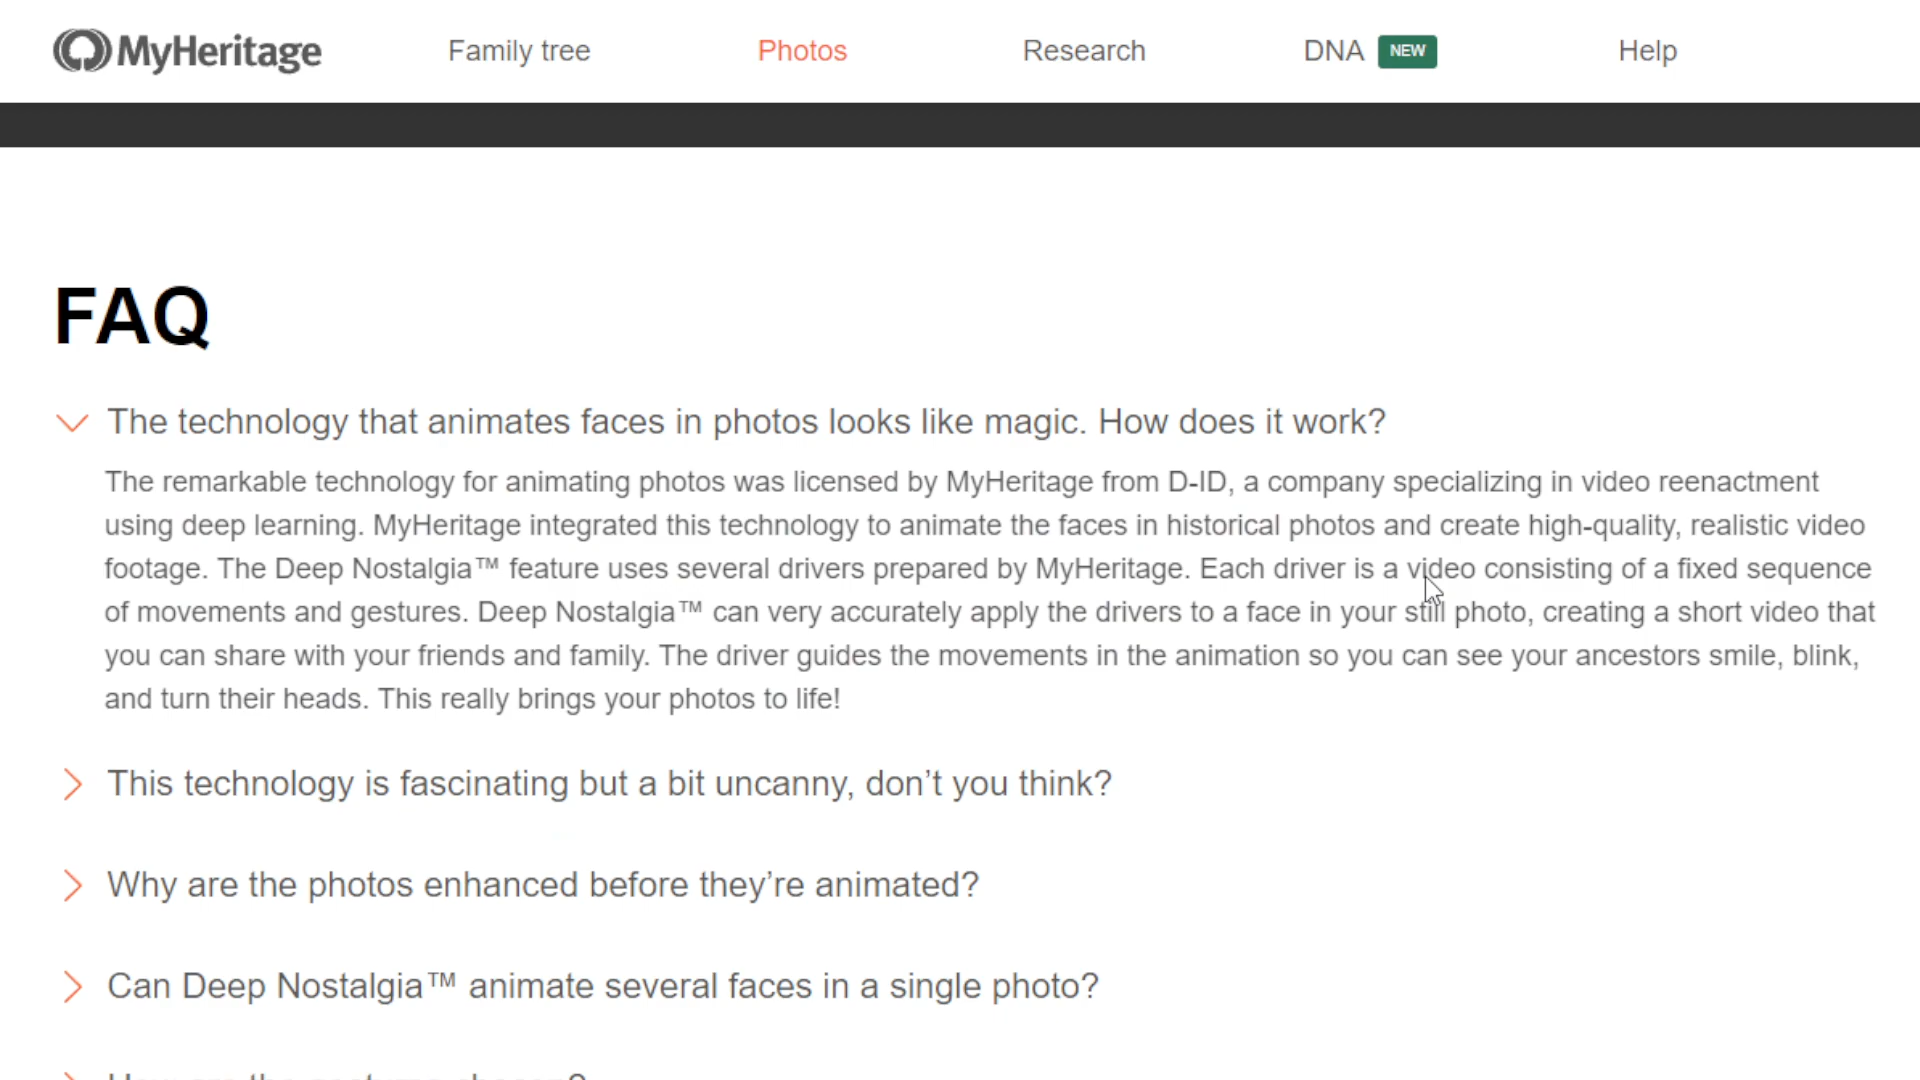 MyHeritage Family tree Photos Research DNA NEW Help
FAQ
The technology that animates faces in photos looks like magic. How does it work?
The remarkable technology for animating photos was licensed by MyHeritage from D-ID, a company specializing in video reenactment
using deep learning. MyHeritage integrated this technology to animate the faces in historical photos and create high-quality, realistic video
footage. The Deep Nostalgia™ feature uses several drivers prepared by MyHeritage. Each driver is a video consisting of a fixed sequence
of movements and gestures. Deep Nostalgia™ can very accurately apply the drivers to a face in your still photo, creating a short video that
you can share with your friends and family. The driver guides the movements in the animation so you can see your ancestors smile, blink,
and turn their heads. This really brings your photos to life!
This technology is fascinating but a bit uncanny, don’t you think?
Why are the photos enhanced before they’re animated?
Can Deep Nostalgia™ animate several faces in a single photo?